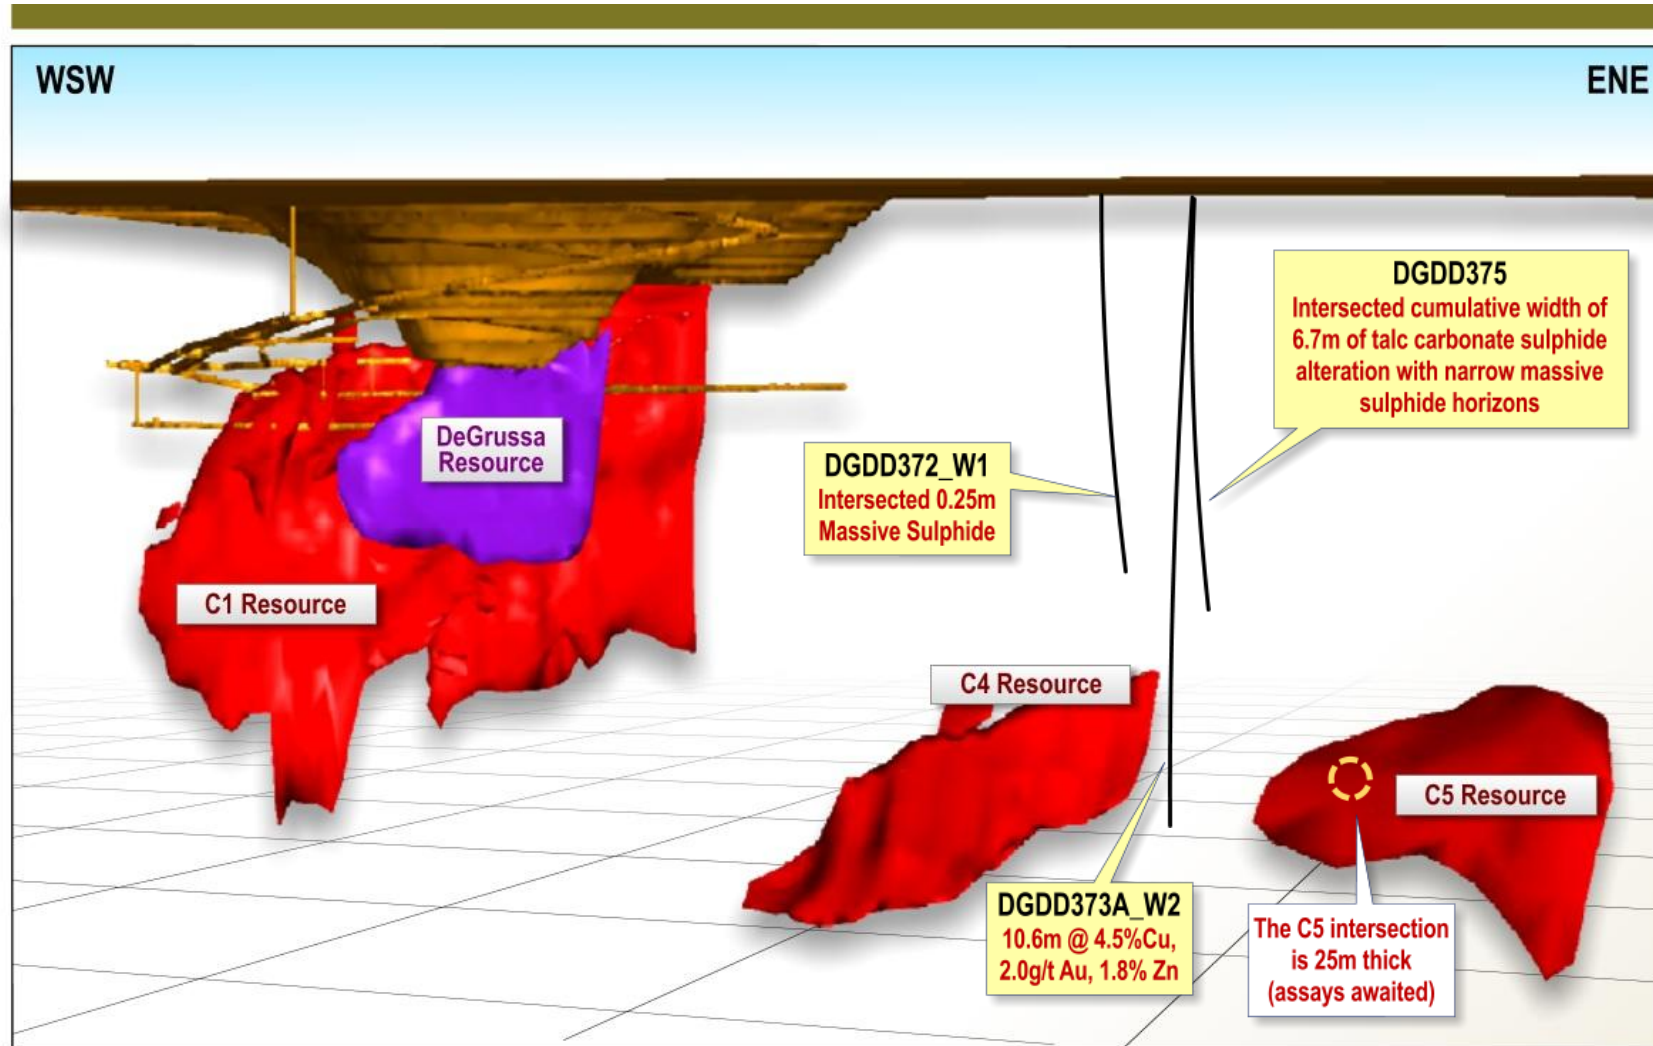 WSW
ENE
DGDD375
Intersected cumulative width of
6.7m of talc carbonate sulphide
alteration with narrow massive
sulphide horizons
DeGrussa
Resource
DGDD372_W1
Intersected 0.25m
Massive Sulphide
C1 Resource
C4 Resource
C5 Resource
DGDD373A_W2
10.6m @ 4.5%Cu,
2.0g/t Au, 1.8% Zn
The C5 intersection
is 25m thick
(assays awaited)